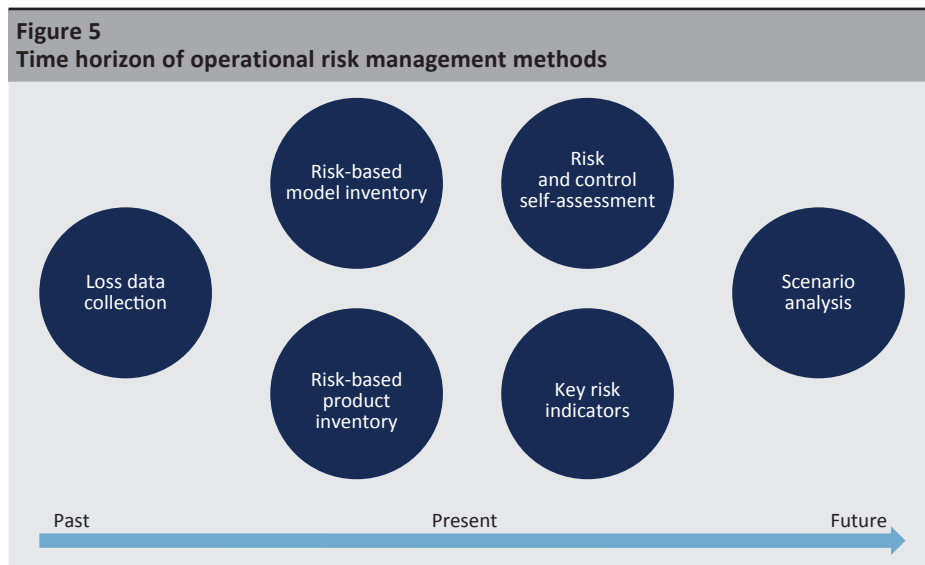 Figure 5
Time horizon of operational risk management methods
Loss data
collection
Risk-based
model inventory
Risk-based
product
inventory
Risk
and control
self-assessment
Key risk
indicators
Scenario
analysis
Past
Present
Future